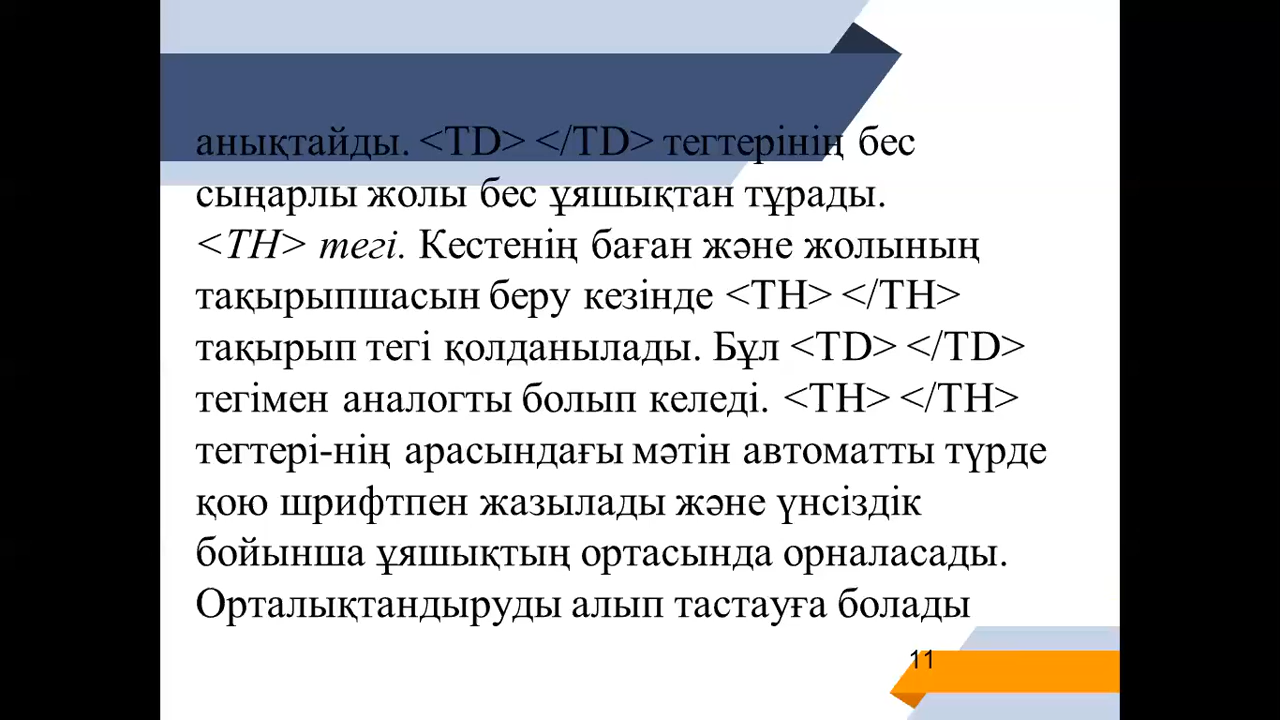 анықтайды. <TD> </TD> тегтерінің бес
сыңарлы жолы бес ұяшықтан тұрады.
<TH> тегі. Кестенің баған және жолының
тақырыпшасын беру кезінде <TH> </TH>
тақырып тегі қолданылады. Бұл <TD> </TD>
тегімен аналогты болып келеді. <TH> </TH>
тегтері-нің арасындағы мәтін автоматты түрде
қою шрифтпен жазылады және үнсіздік
бойынша ұяшықтың ортасында орналасады.
Орталықтандыруды алып тастауға болады
11